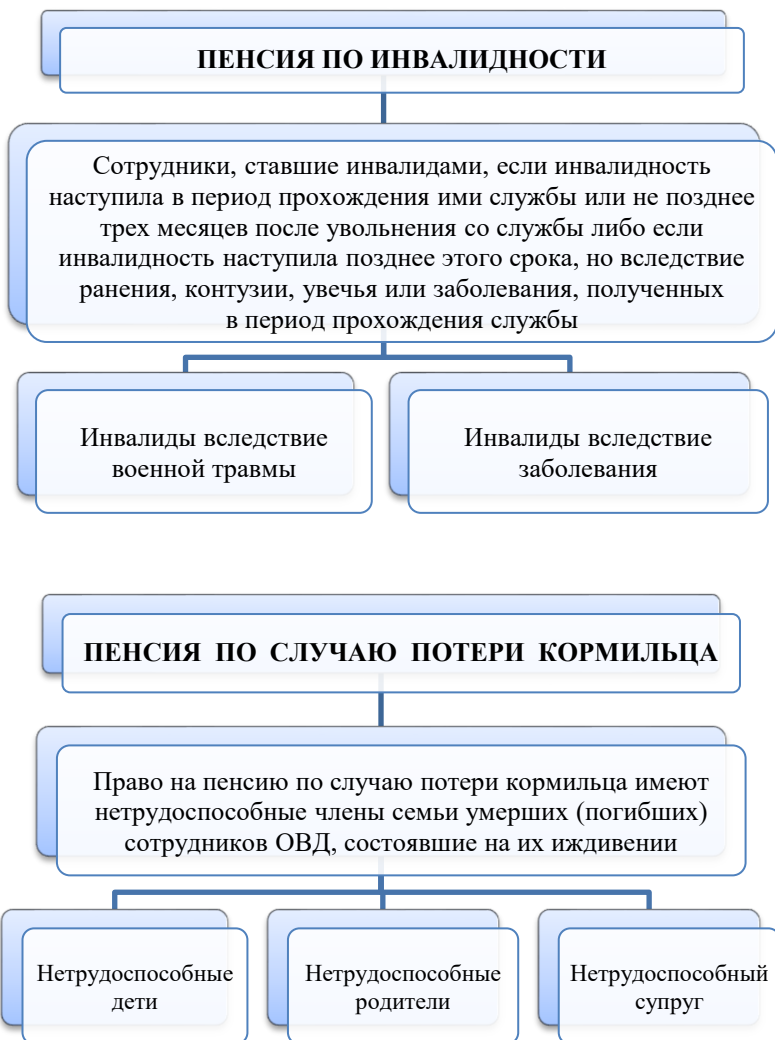 ПЕНСИЯ ПО ИНВАЛИДНОСТИ
Сотрудники, ставшие инвалидами, если инвалидность
наступила в период прохождения ими службы или не позднее
трех месяцев после увольнения со службы либо если
инвалидность наступила позднее этого срока, но вследствие
ранения, контузии, увечья или заболевания, полученных
в период прохождения службы
Инвалиды вследствие
военной травмы
Инвалиды вследствие
заболевания
ПЕНСИЯ ПО СЛУЧАЮ ПОТЕРИ КОРМИЛЬЦА
Право на пенсию по случаю потери кормильца имеют
нетрудоспособные члены семьи умерших (погибших)
сотрудников ОВД, состоявшие на их иждивении
Нетрудоспособные
дети
Нетрудоспособные
родители
Нетрудоспособный
супруг